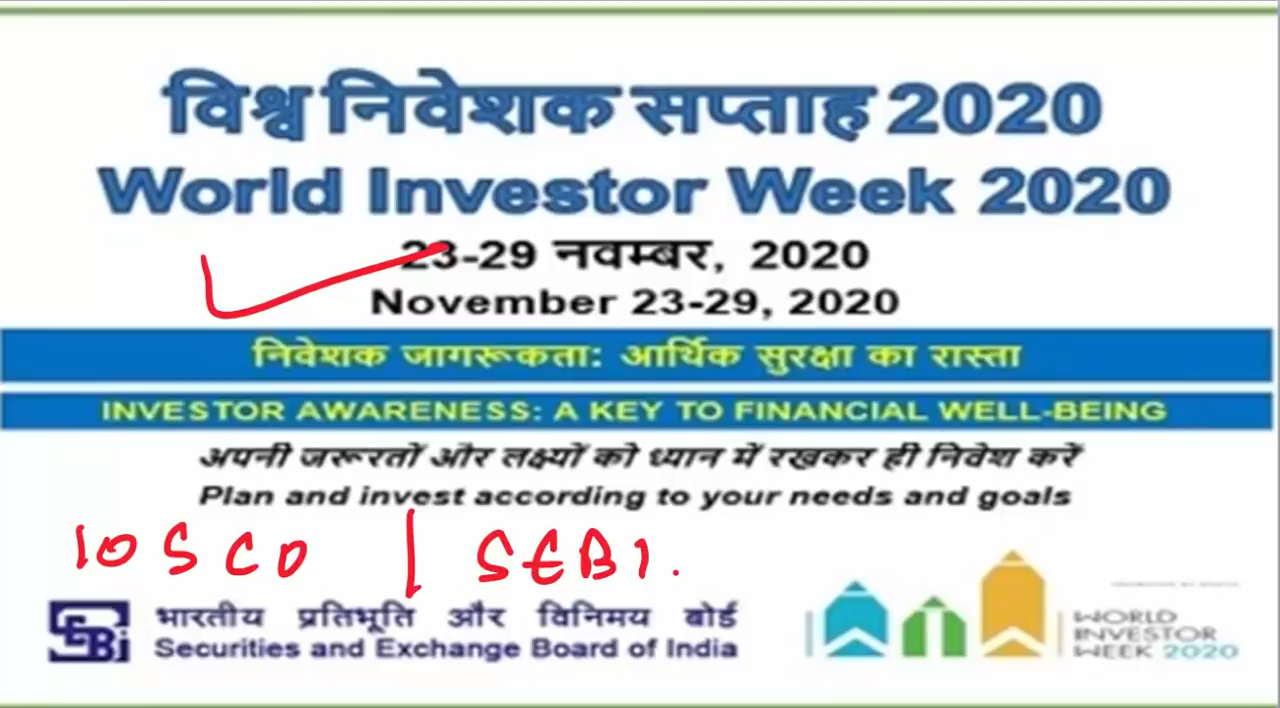 विश्व निवेशक सप्ताह 2020
World Investor Week 2020
23-29 नवम्बर, 2020
November 23-29, 2020
निवेशक जागरूकता: आर्थिक सुरक्षा का रास्ता
INVESTOR AWARENESS: A KEY TO FINANCIAL WELL-BEING
अपनी जरूरतों और लक्ष्यों को ध्यान में रखकर ही निवेश करें
Plan and invest according to your needs and goals
IOSCO | SEBI.
SEBI भारतीय प्रतिभूति और विनिमय बोर्ड
Securities and Exchange Board of India
WORLD
INVESTOR
WEEK 2020